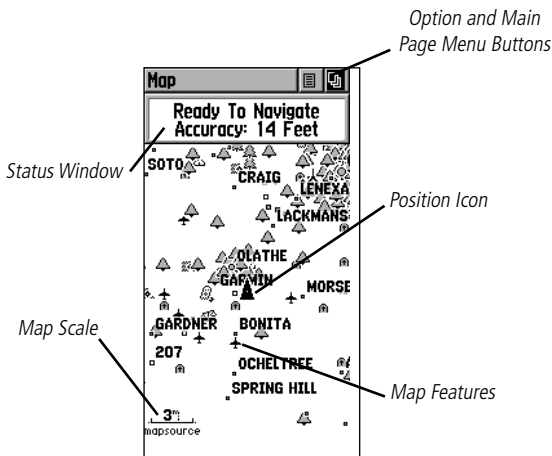 Option and Main
Page Menu Buttons
Map
Ready To Navigate
Accuracy: 14 Feet
Status Window
SOTO
CRAIG
LENEXA
LACKMANS
Position Icon
OLATHE
GARMIN
MORSE
Map Scale
GARDNER
BONITA
207
OCHELTREE
SPRING HILL
Map Features
3m
mapsource